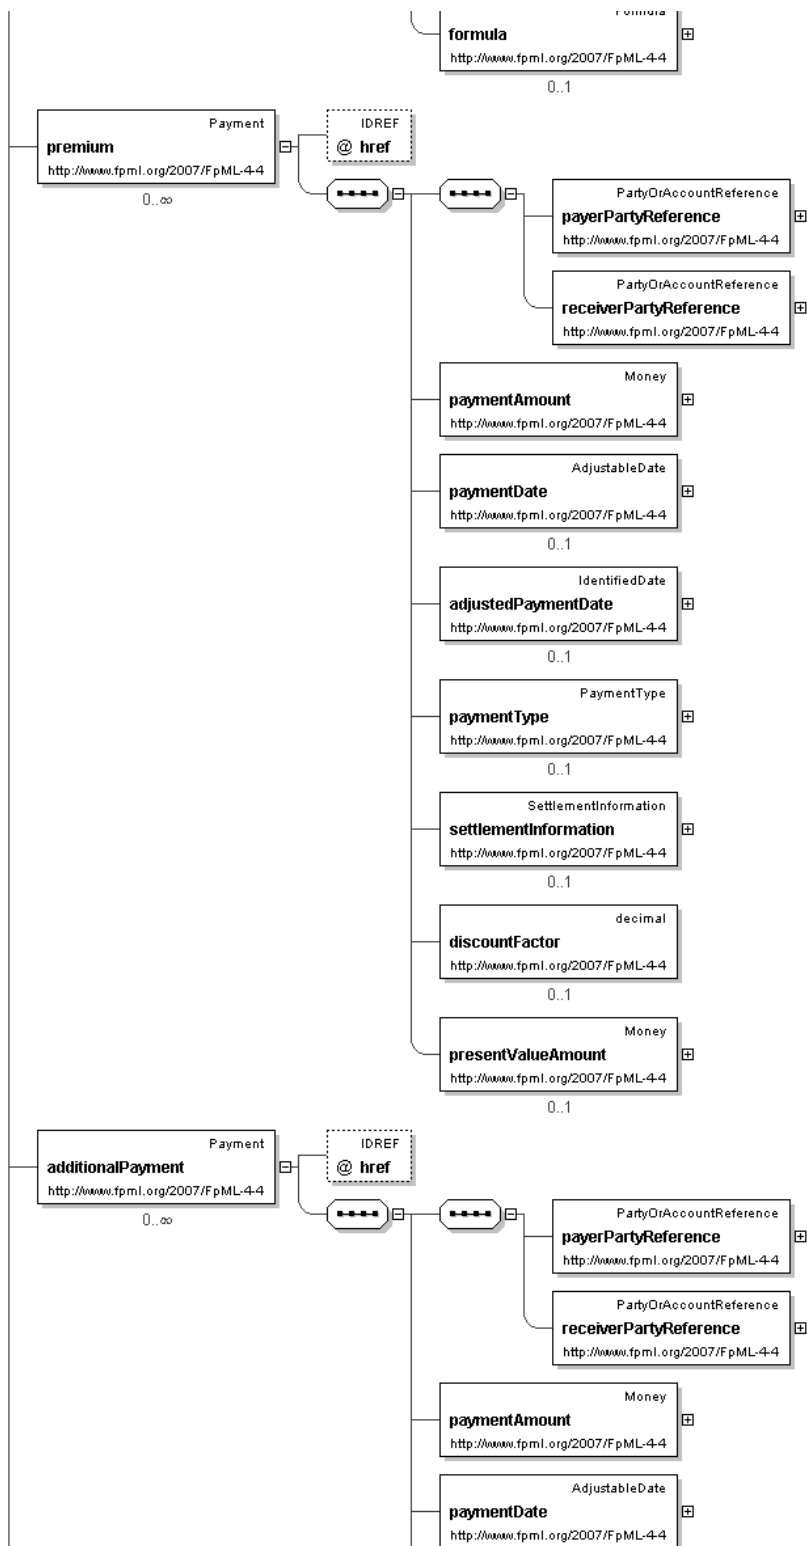 Formula
formula
http://www.fpml.org/2007/FpML-4-4
0..1
Payment
premium
http://www.fpml.org/2007/FpML-4-4
0..∞
IDREF
@ href
PartyOrAccountReference
payerPartyReference
http://www.fpml.org/2007/FpML-4-4
PartyOrAccountReference
receiverPartyReference
http://www.fpml.org/2007/FpML-4-4
Money
paymentAmount
http://www.fpml.org/2007/FpML-4-4
AdjustableDate
paymentDate
http://www.fpml.org/2007/FpML-4-4
0..1
IdentifiedDate
adjustedPaymentDate
http://www.fpml.org/2007/FpML-4-4
0..1
PaymentType
paymentType
http://www.fpml.org/2007/FpML-4-4
0..1
SettlementInformation
settlementInformation
http://www.fpml.org/2007/FpML-4-4
0..1
decimal
discountFactor
http://www.fpml.org/2007/FpML-4-4
0..1
Money
presentValueAmount
http://www.fpml.org/2007/FpML-4-4
0..1
Payment
additionalPayment
http://www.fpml.org/2007/FpML-4-4
0..∞
IDREF
@ href
PartyOrAccountReference
payerPartyReference
http://www.fpml.org/2007/FpML-4-4
PartyOrAccountReference
receiverPartyReference
http://www.fpml.org/2007/FpML-4-4
Money
paymentAmount
http://www.fpml.org/2007/FpML-4-4
AdjustableDate
paymentDate
http://www.fpml.org/2007/FpML-4-4